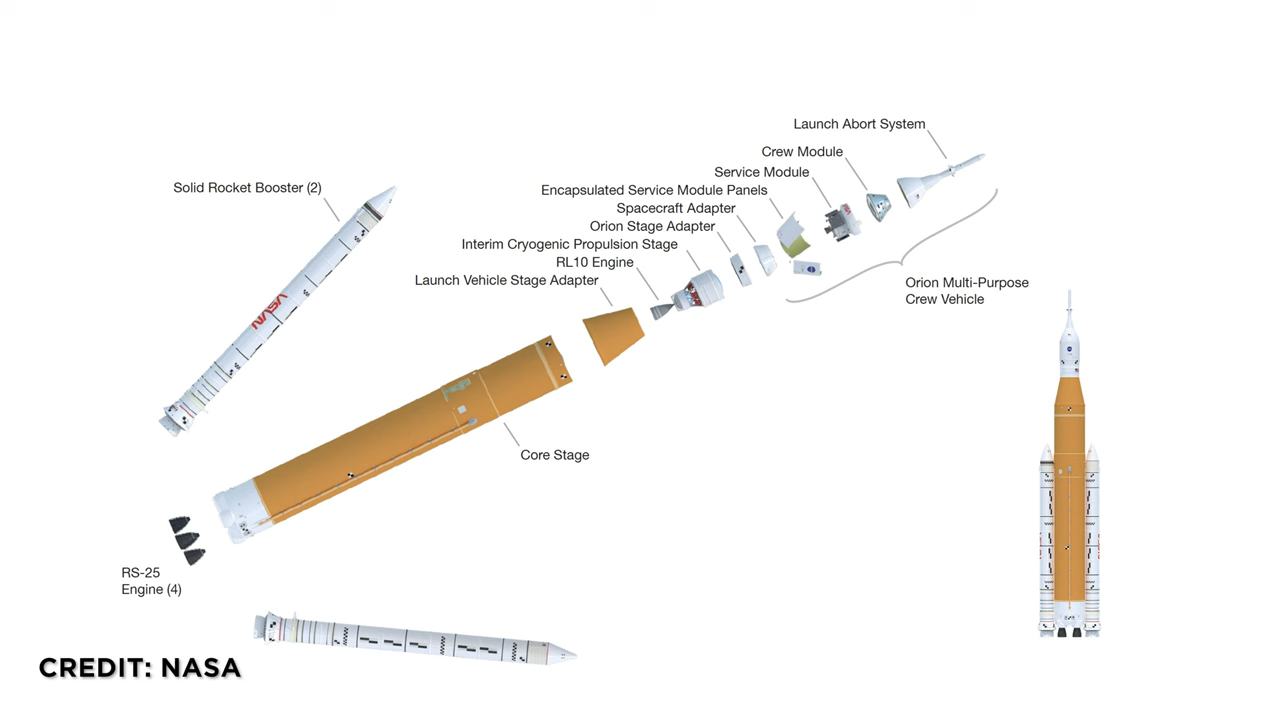 Launch Abort System
Crew Module
Service Module
Solid Rocket Booster (2)
Encapsulated Service Module Panels
Spacecraft Adapter
Orion Stage Adapter
Interim Cryogenic Propulsion Stage
RL10 Engine
Launch Vehicle Stage Adapter
Orion Multi-Purpose
Crew Vehicle
NASA
Core Stage
RS-25
Engine (4)
CREDIT: NASA